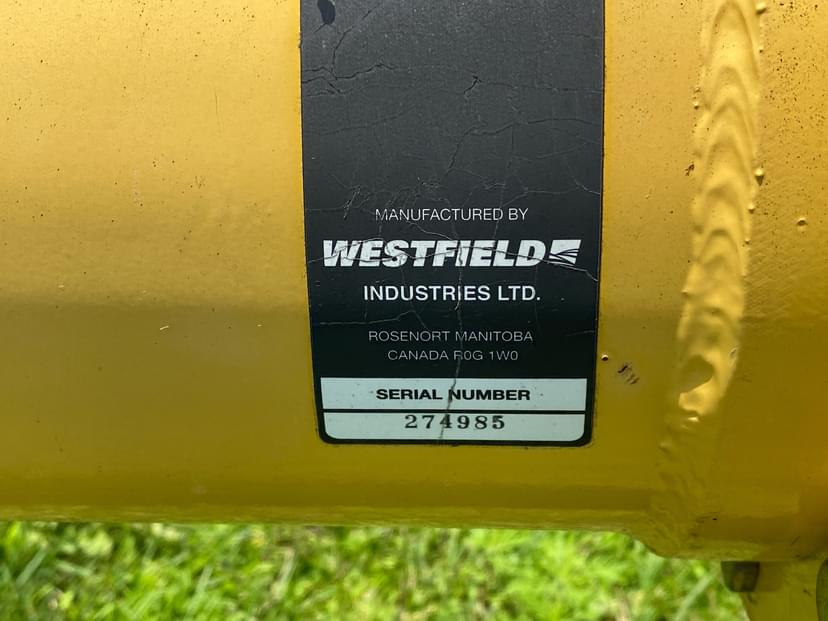 MANUFACTURED BY
WESTFIELD
INDUSTRIES LTD.
ROSENORT MANITOBA
CANADA R0G 1W0
SERIAL NUMBER
274985